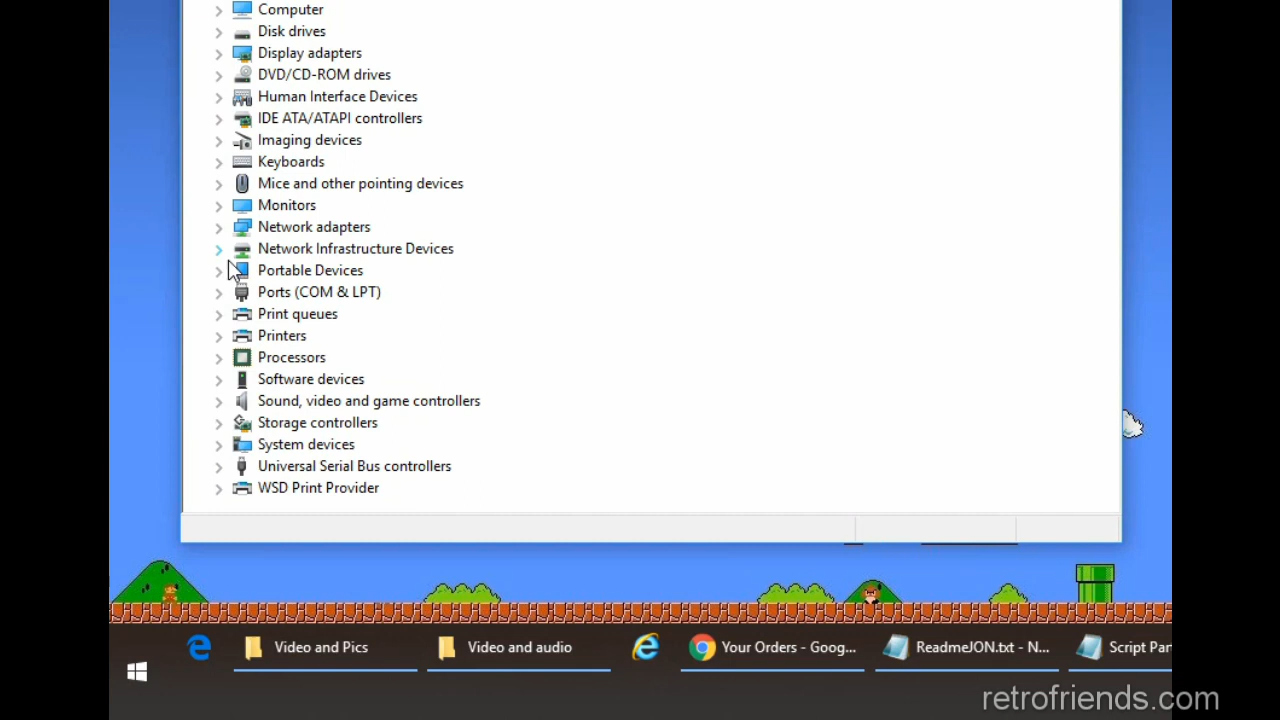 Computer
Disk drives
Display adapters
DVD/CD-ROM drives
Human Interface Devices
IDE ATA/ATAPI controllers
Imaging devices
Keyboards
Mice and other pointing devices
Monitors
Network adapters
Network Infrastructure Devices
Portable Devices
Ports (COM & LPT)
Print queues
Printers
Processors
Software devices
Sound, video and game controllers
Storage controllers
System devices
Universal Serial Bus controllers
WSD Print Provider
Video and Pics
Video and audio
Your Orders - Goog...
ReadmeJON.txt - N...
Script Par
retrofriends.com